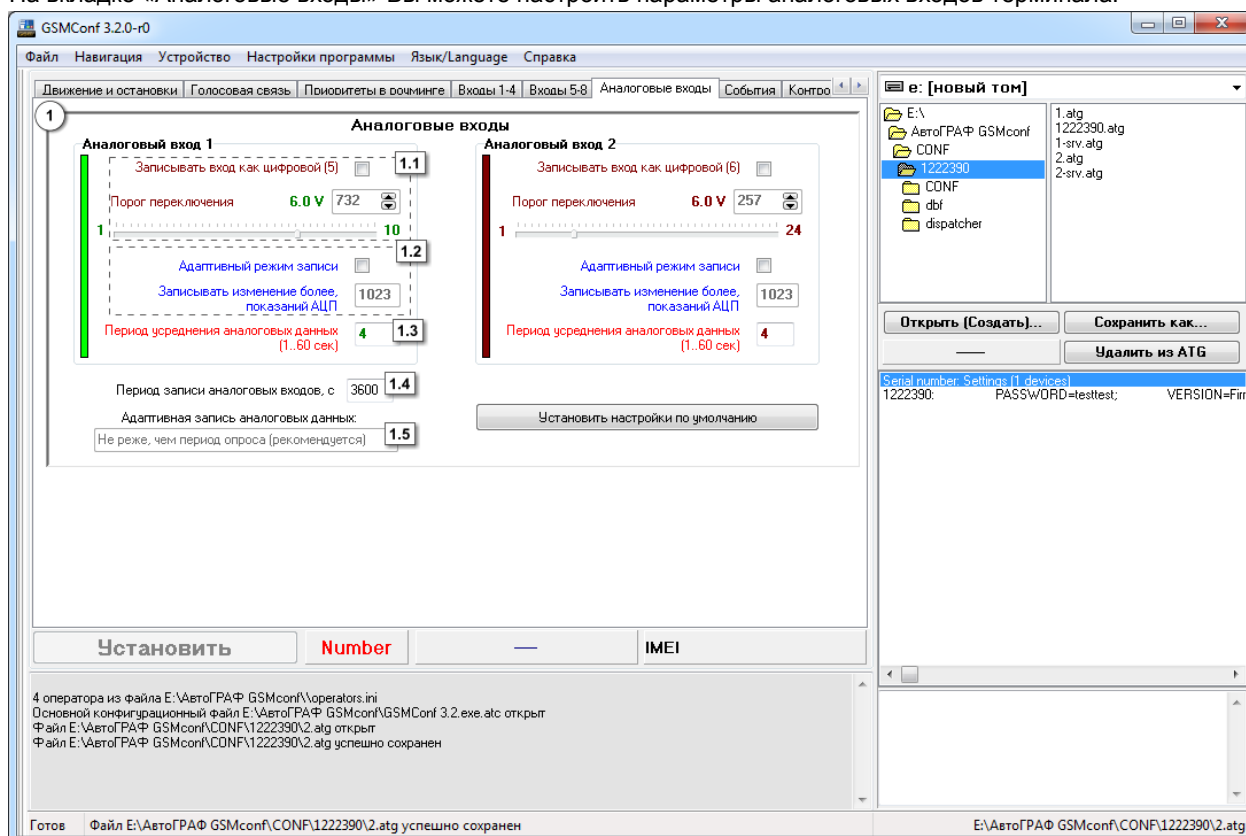 На вкладке «Аналоговые входы» Вы можете настроить параметры аналоговых входов терминала.
GSMConf 3.2.0-r0
Файл Навигация Устройство Настройки программы Язык/Language Справка
Движение и остановки Голосовая связь Приоритеты в роуминге Входы 1-4 Входы 5-8 Аналоговые входы События Контро
1
Аналоговые входы
Аналоговый вход 1
Записывать вход как цифровой (5)
1.1
Порог переключения 6.0 V 732
1 10
1.2
Адаптивный режим записи
Записывать изменение более, показаний АЦП 1023
Период усреднения аналоговых данных (1..60 сек) 4
1.3
Аналоговый вход 2
Записывать вход как цифровой (6)
Порог переключения 6.0 V 257
1 24
Адаптивный режим записи
Записывать изменение более, показаний АЦП 1023
Период усреднения аналоговых данных (1..60 сек) 4
Период записи аналоговых входов, с 3600
1.4
Адаптивная запись аналоговых данных:
Не реже, чем период опроса (рекомендуется)
1.5
Установить настройки по умолчанию
Установить Number — IMEI
4 оператора из файла E:\АвтоГРАФ GSMconf\\operators.ini
Основной конфигурационный файл E:\АвтоГРАФ GSMconf\GSMConf 3.2.exe.atc открыт
Файл E:\АвтоГРАФ GSMconf\CONF\1222390\2.atg открыт
Файл E:\АвтоГРАФ GSMconf\CONF\1222390\2.atg успешно сохранен
e: [новый том]
E:\
АвтоГРАФ GSMconf
CONF
1222390
CONF
dbf
dispatcher
1.atg
1222390.atg
1-srv.atg
2.atg
2-srv.atg
Открыть (Создать)... Сохранить как...
— Удалить из ATG
Serial number: Settings (1 devices)
1222390: PASSWORD=testtest; VERSION=Fir
Готов Файл E:\АвтоГРАФ GSMconf\CONF\1222390\2.atg успешно сохранен E:\АвтоГРАФ GSMconf\CONF\1222390\2.atg